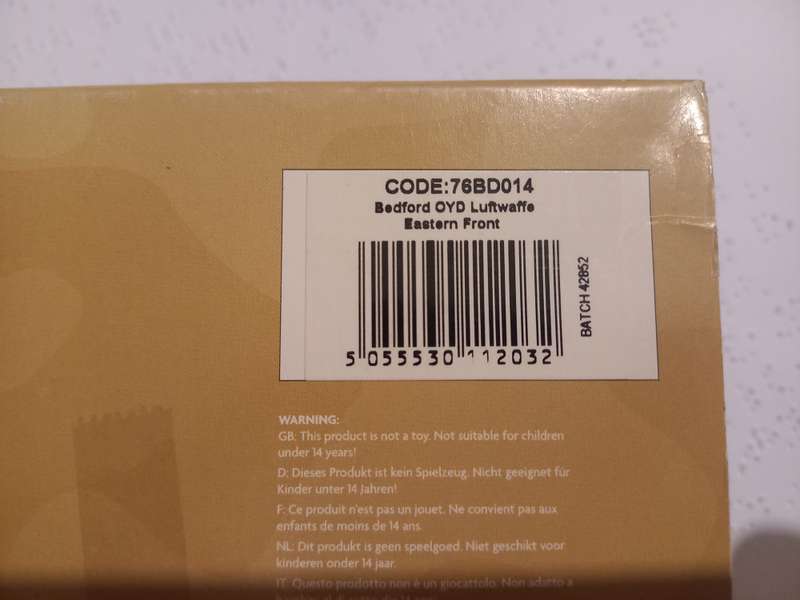 CODE:76BD014
Bedford OYD Luftwaffe
Eastern Front
5 055530 112032
BATCH 42852
WARNING:
GB: This product is not a toy. Not suitable for children
under 14 years!
D: Dieses Produkt ist kein Spielzeug. Nicht geeignet für
Kinder unter 14 Jahren!
F: Ce produit n'est pas un jouet. Ne convient pas aux
enfants de moins de 14 ans.
NL: Dit produkt is geen speelgoed. Niet geschikt voor
kinderen onder 14 jaar.
IT: Questo prodotto non è un giocattolo. Non adatto a